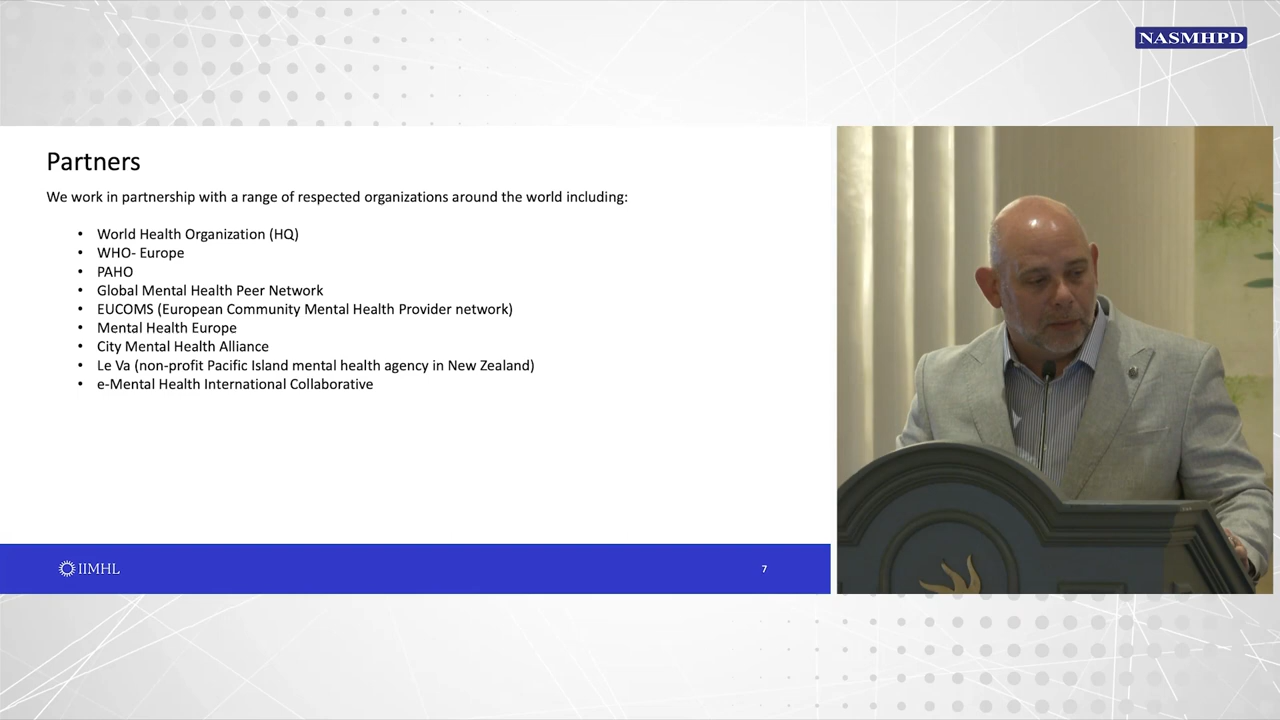 NASMHPD
Partners
We work in partnership with a range of respected organizations around the world including:
• World Health Organization (HQ)
• WHO- Europe
• PAHO
• Global Mental Health Peer Network
• EUCOMS (European Community Mental Health Provider network)
• Mental Health Europe
• City Mental Health Alliance
• Le Va (non-profit Pacific Island mental health agency in New Zealand)
• e-Mental Health International Collaborative
IIMHL
7